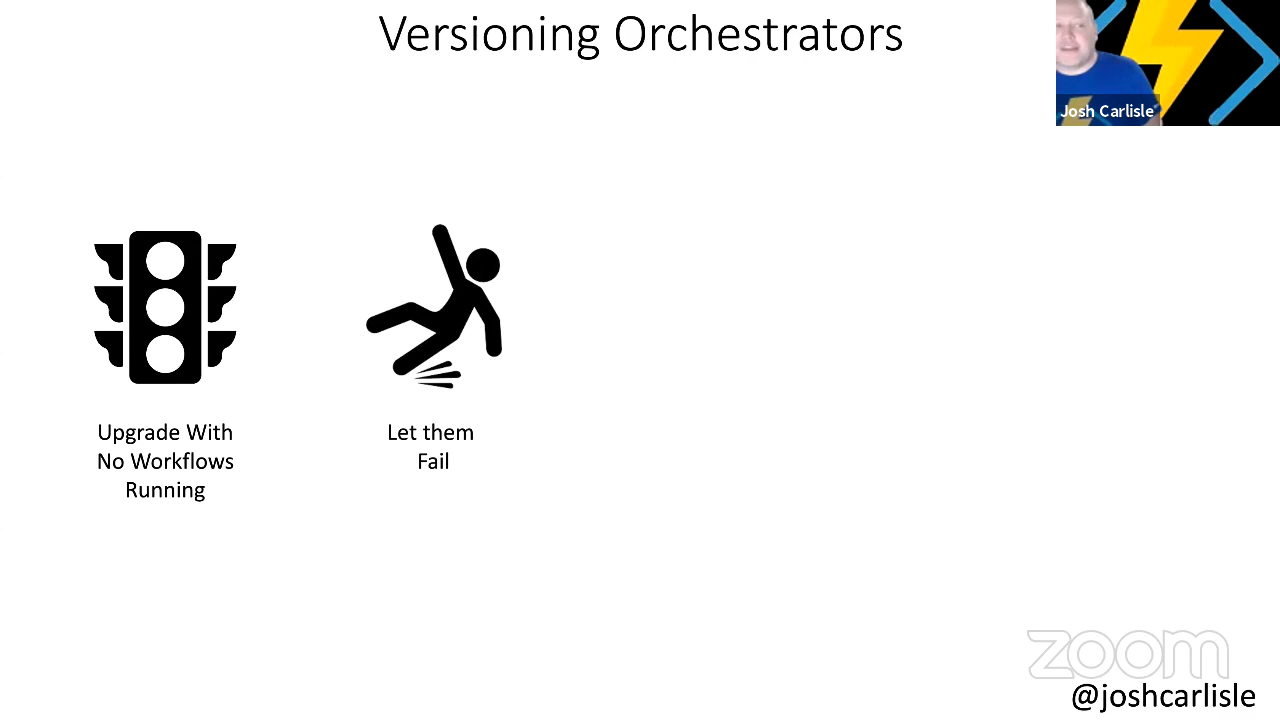 Versioning Orchestrators
Josh Carlisle
Upgrade With
No Workflows
Running
Let them
Fail
zoom
@joshcarlisle